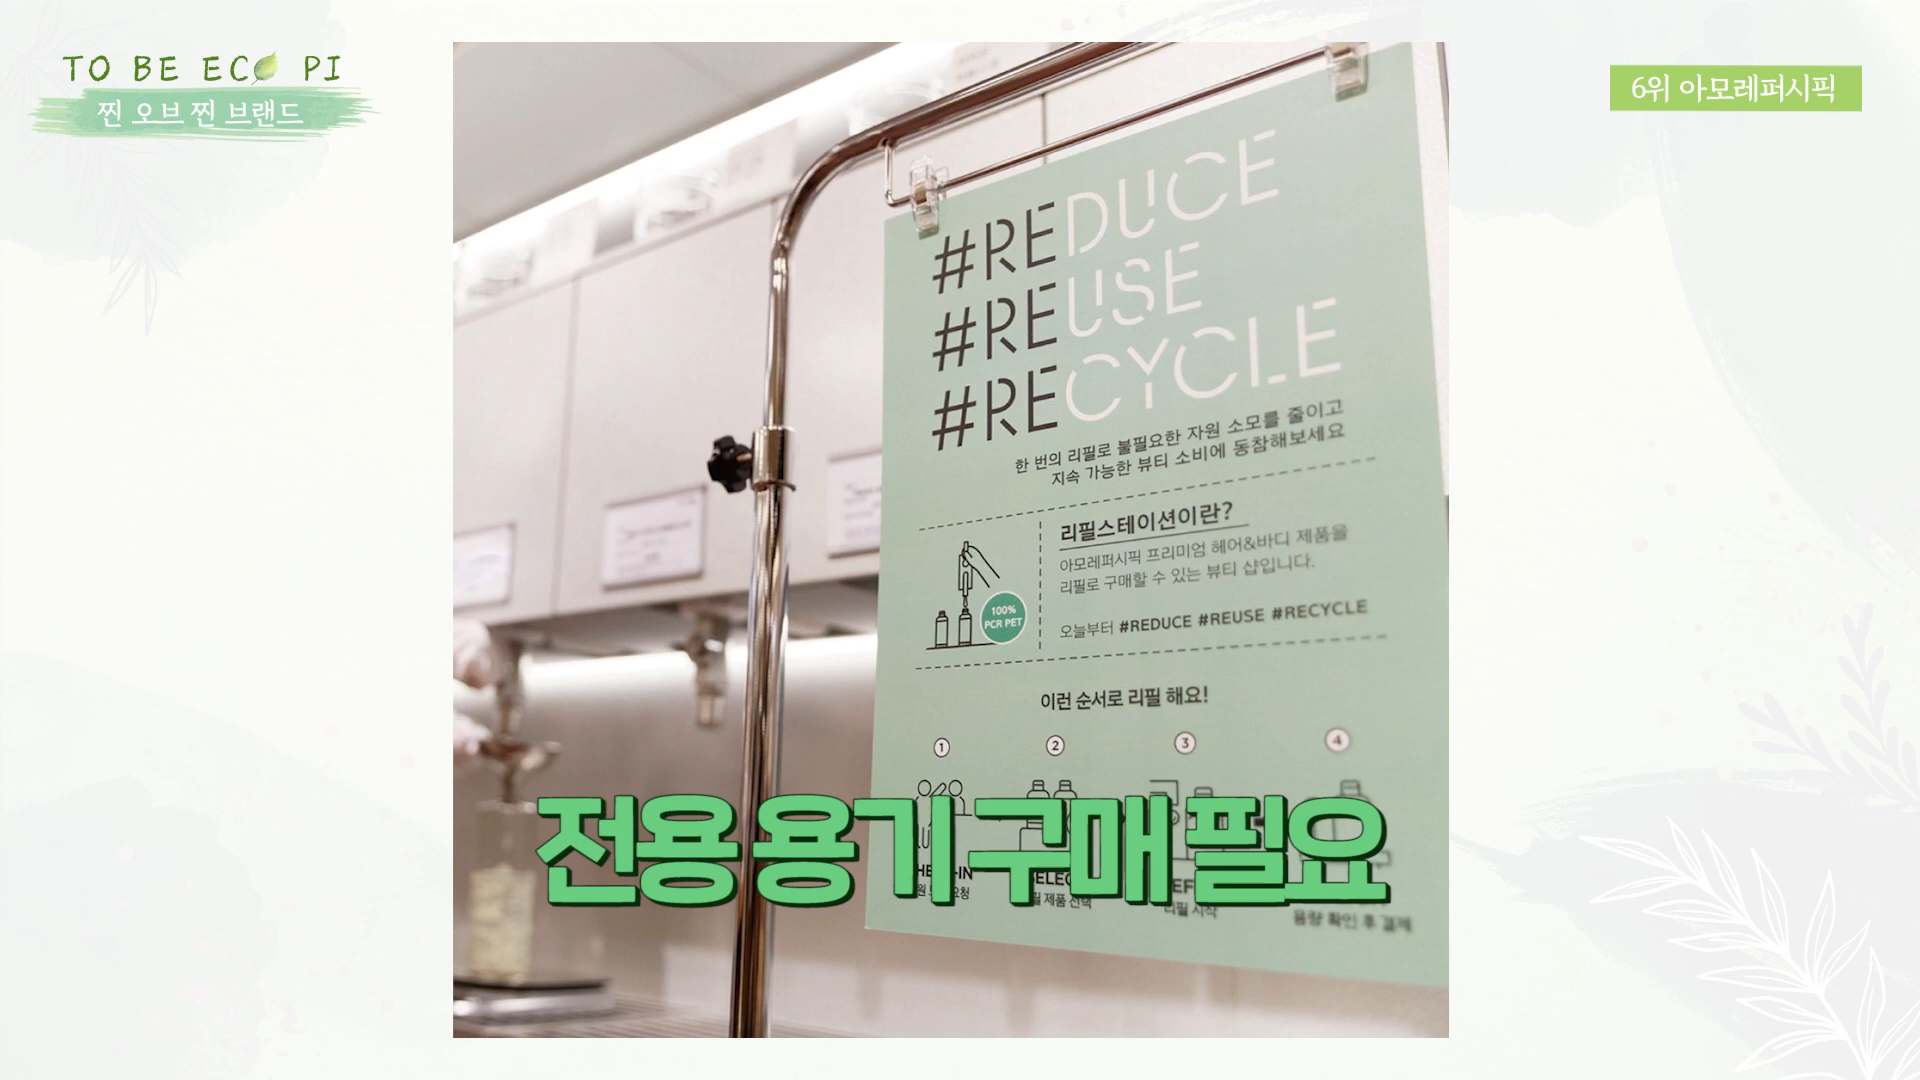 TO BE ECO PI
찐 오브 찐 브랜드
6위 아모레퍼시픽
#REDUCE
#REUSE
#RECYCLE
한 번의 리필로 불필요한 자원 소모를 줄이고
지속 가능한 뷰티 소비에 동참해보세요
리필스테이션이란?
아모레퍼시픽 프리미엄 헤어&바디 제품을
리필로 구매할 수 있는 뷰티 샵입니다.
100%
PCR PET
오늘부터 #REDUCE #REUSE #RECYCLE
이런 순서로 리필 해요!
1 2 3 4
전용용기 구매 필요
리필 시작
용량 확인 후 결제